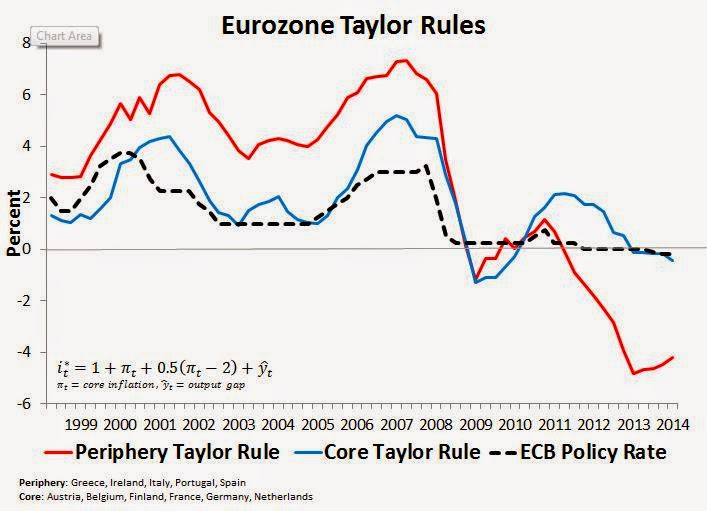 Eurozone Taylor Rules
Chart Area
8
6
4
2
0
-2
-4
-6
Percent
i*t = 1 + πt + 0.5(πt − 2) + ŷt
πt = core inflation, ŷt = output gap
1999 2000 2001 2002 2003 2004 2005 2006 2007 2008 2009 2010 2011 2012 2013 2014
Periphery Taylor Rule Core Taylor Rule ECB Policy Rate
Periphery: Greece, Ireland, Italy, Portugal, Spain
Core: Austria, Belgium, Finland, France, Germany, Netherlands